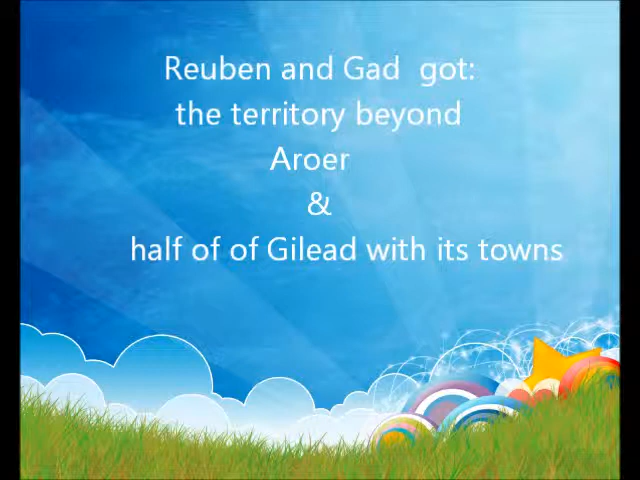 Reuben and Gad got:
the territory beyond
Aroer
&
half of of Gilead with its towns